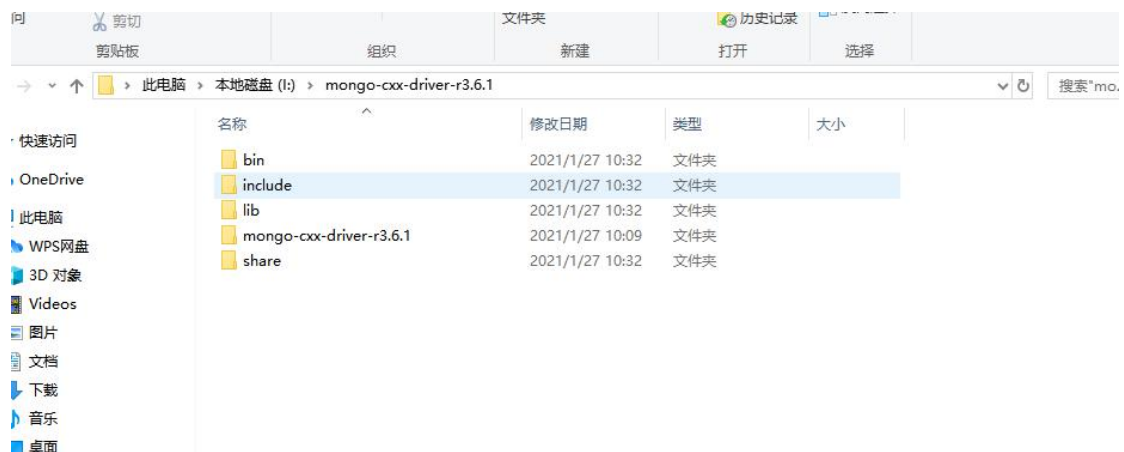 剪切
文件夹
历史记录
剪贴板
组织
新建
打开
选择
此电脑 › 本地磁盘 (I:) › mongo-cxx-driver-r3.6.1
搜索"mo.
名称
修改日期
类型
大小
快速访问
OneDrive
此电脑
WPS网盘
3D 对象
Videos
图片
文档
下载
音乐
桌面
bin 2021/1/27 10:32 文件夹
include 2021/1/27 10:32 文件夹
lib 2021/1/27 10:32 文件夹
mongo-cxx-driver-r3.6.1 2021/1/27 10:09 文件夹
share 2021/1/27 10:32 文件夹